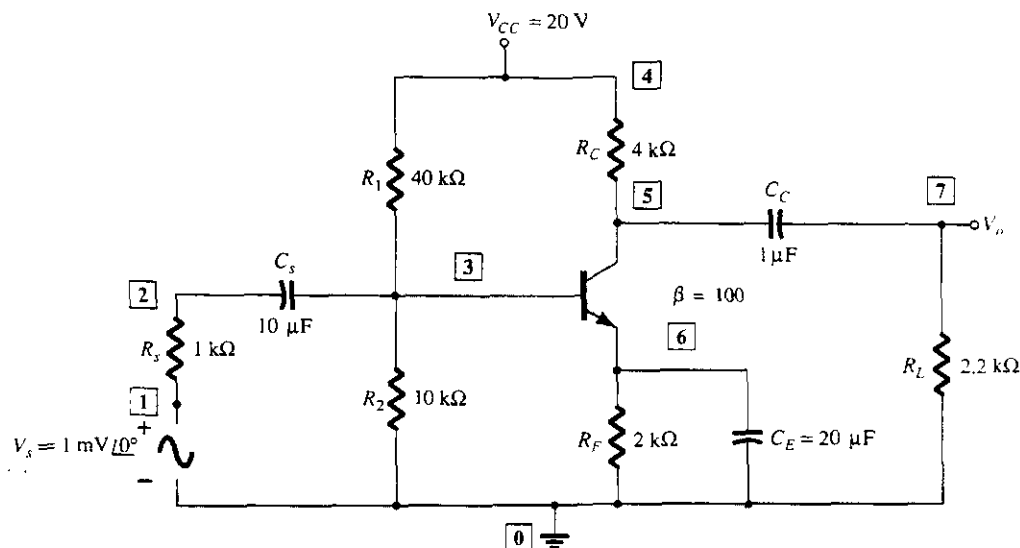 V_CC = 20 V
4
R_C 4 kΩ
R_1 40 kΩ
5
C_C
7
V_o
1 μF
C_s
3
2
10 μF
β = 100
6
R_s 1 kΩ
R_2 10 kΩ
R_L 2.2 kΩ
1
+
V_s = 1 mV /0°
R_E 2 kΩ
C_E = 20 μF
−
0